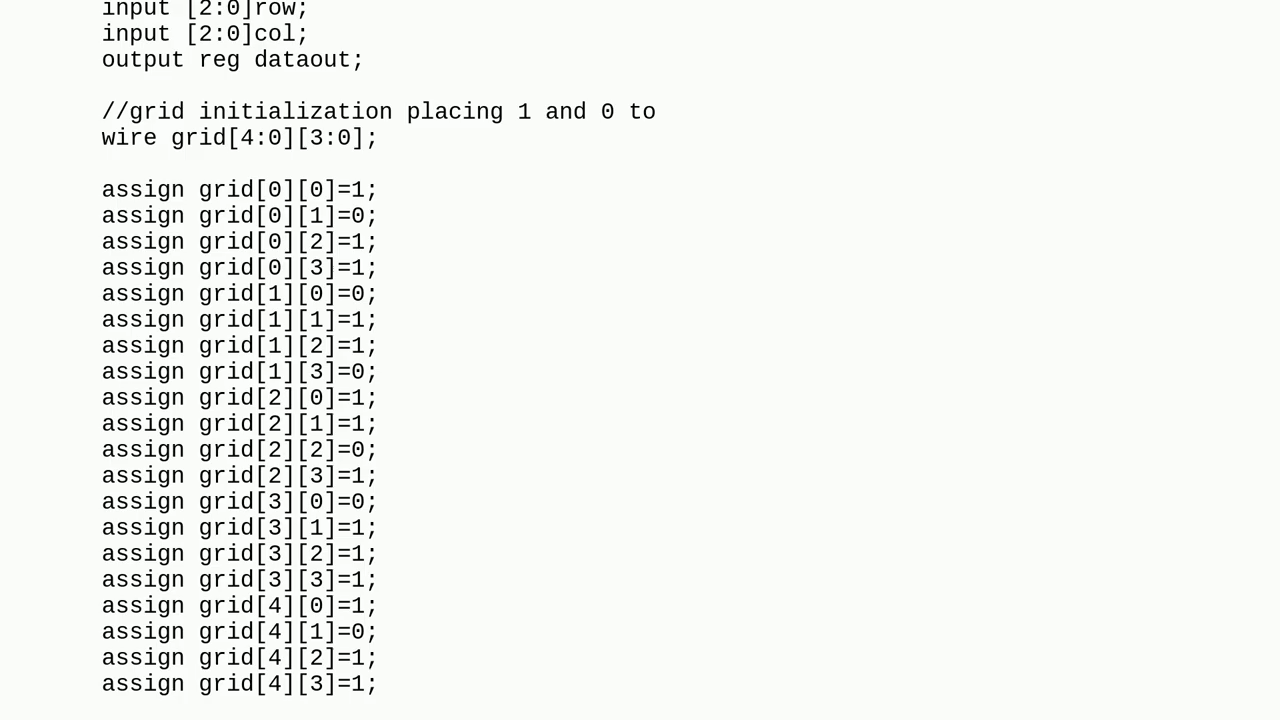 input [2:0]row;
input [2:0]col;
output reg dataout;
//grid initialization placing 1 and 0 to
wire grid[4:0][3:0];
assign grid[0][0]=1;
assign grid[0][1]=0;
assign grid[0][2]=1;
assign grid[0][3]=1;
assign grid[1][0]=0;
assign grid[1][1]=1;
assign grid[1][2]=1;
assign grid[1][3]=0;
assign grid[2][0]=1;
assign grid[2][1]=1;
assign grid[2][2]=0;
assign grid[2][3]=1;
assign grid[3][0]=0;
assign grid[3][1]=1;
assign grid[3][2]=1;
assign grid[3][3]=1;
assign grid[4][0]=1;
assign grid[4][1]=0;
assign grid[4][2]=1;
assign grid[4][3]=1;